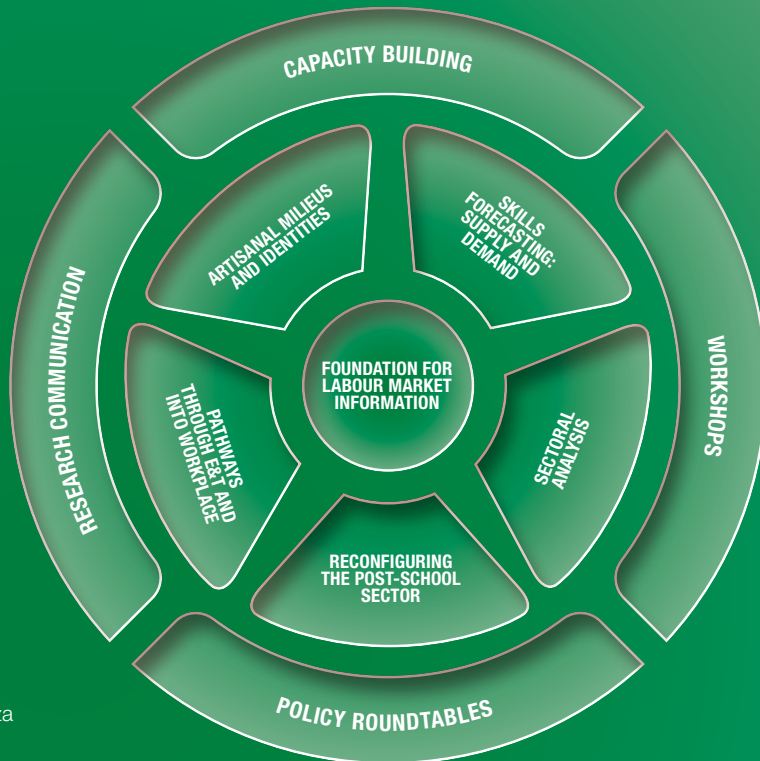 CAPACITY BUILDING
ARTISANAL MILIEUS
AND IDENTITIES
SKILLS
FORECASTING:
SUPPLY AND
DEMAND
RESEARCH COMMUNICATION
FOUNDATION FOR
LABOUR MARKET
INFORMATION
WORKSHOPS
PATHWAYS
THROUGH E&T AND
INTO WORKPLACE
SECTORAL
ANALYSIS
RECONFIGURING
THE POST-SCHOOL
SECTOR
POLICY ROUNDTABLES
za